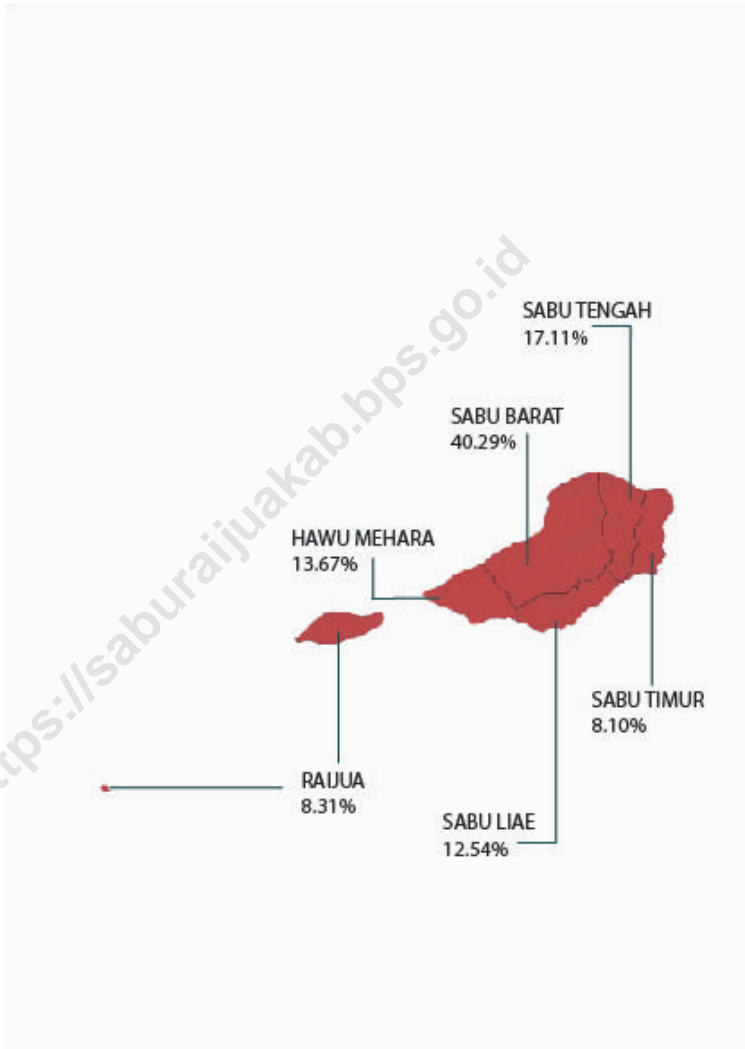 SABU TENGAH
17.11%
SABU BARAT
40.29%
HAWU MEHARA
13.67%
SABU TIMUR
8.10%
RAIJUA
8.31%
SABU LIAE
12.54%
ttps://saburaijuakab.bps.go.id